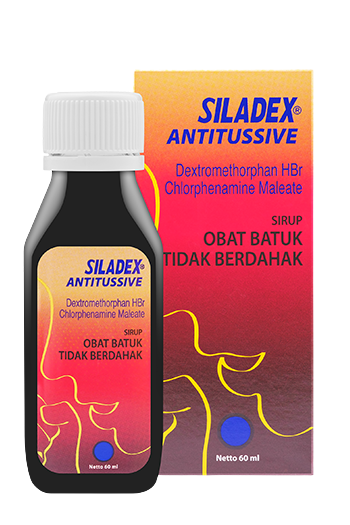 SILADEX®
ANTITUSSIVE
Dextromethorphan HBr
Chlorphenamine Maleate
SIRUP
OBAT BATUK
TIDAK BERDAHAK
Netto 60 ml
SILADEX®
ANTITUSSIVE
Dextromethorphan HBr
Chlorphenamine Maleate
SIRUP
OBAT BATUK
TIDAK BERDAHAK
Netto 60 ml